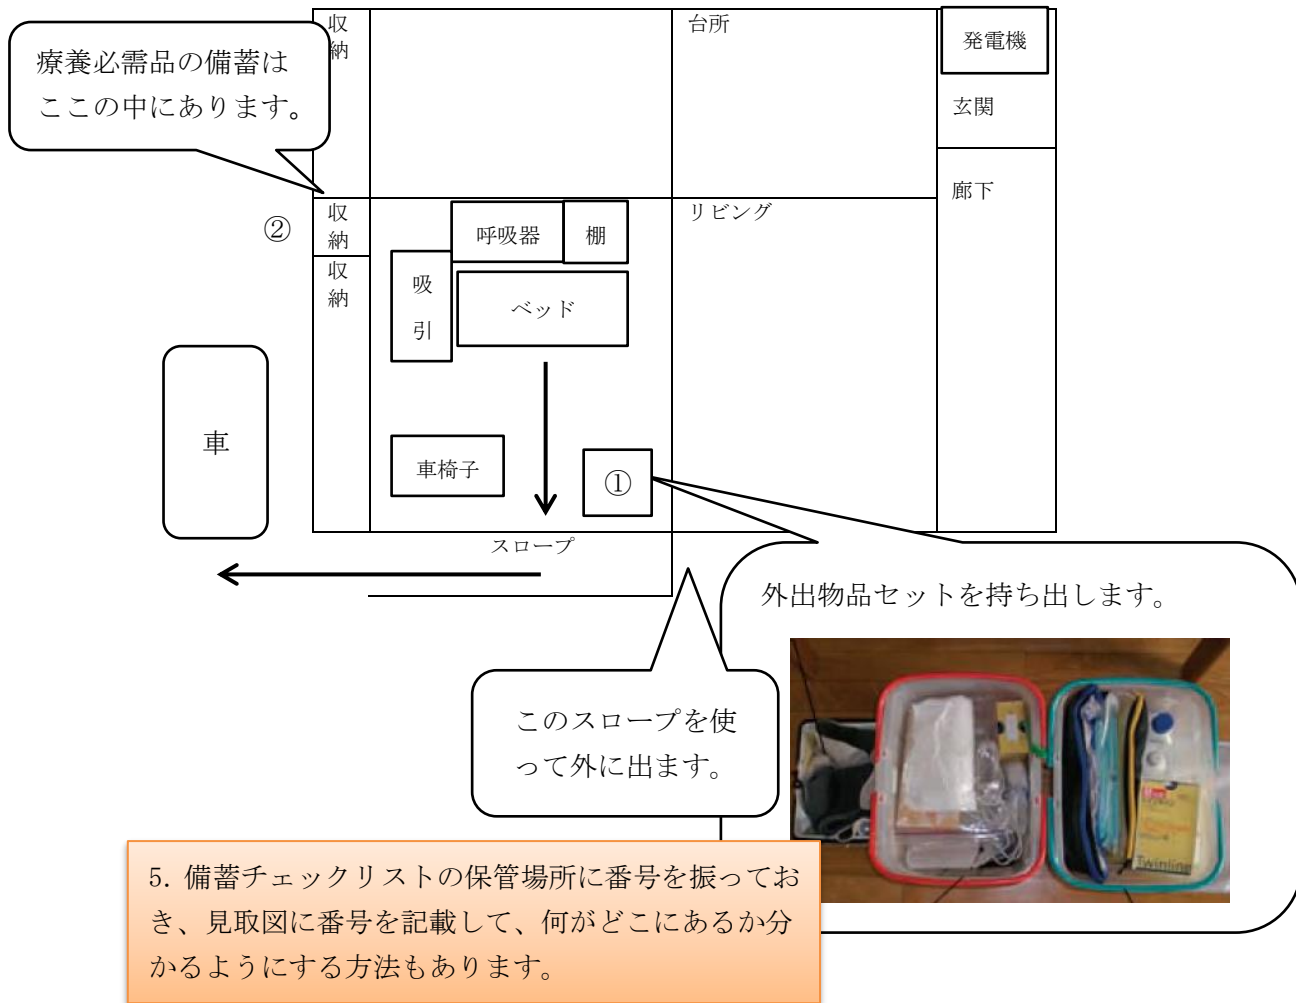 収
納
台所
発電機
療養必需品の備蓄は
ここの中にあります。
玄関
廊下
②
収
納
呼吸器
棚
リビング
収
納
吸
引
ベッド
車
車椅子
①
スロープ
外出物品セットを持ち出します。
このスロープを使
って外に出ます。
Twinline
5. 備蓄チェックリストの保管場所に番号を振ってお
き、見取図に番号を記載して、何がどこにあるか分
かるようにする方法もあります。